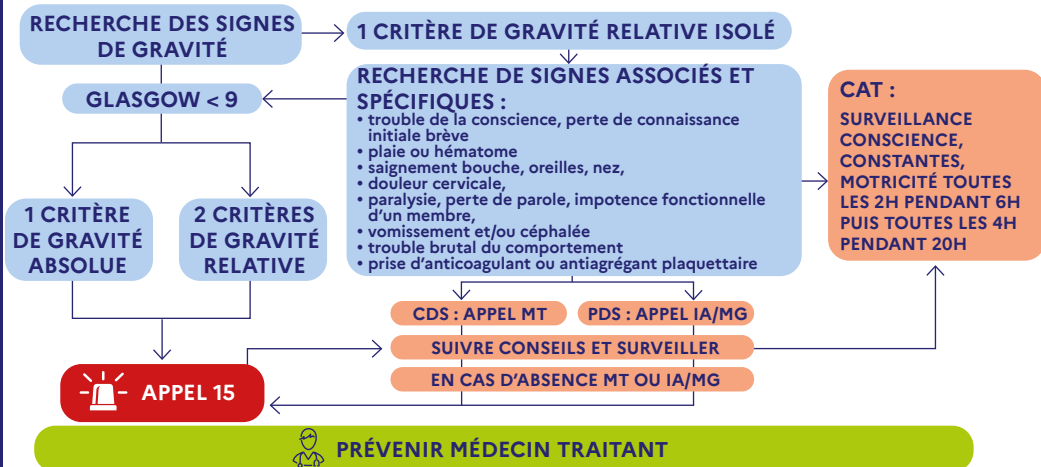 RECHERCHE DES SIGNES
DE GRAVITÉ
1 CRITÈRE DE GRAVITÉ RELATIVE ISOLÉ
GLASGOW < 9
RECHERCHE DE SIGNES ASSOCIÉS ET
SPÉCIFIQUES :
• trouble de la conscience, perte de connaissance
initiale brève
• plaie ou hématome
• saignement bouche, oreilles, nez,
• douleur cervicale,
• paralysie, perte de parole, impotence fonctionnelle
d'un membre,
• vomissement et/ou céphalée
• trouble brutal du comportement
• prise d'anticoagulant ou antiagrégant plaquettaire
CAT :
SURVEILLANCE
CONSCIENCE,
CONSTANTES,
MOTRICITÉ TOUTES
LES 2H PENDANT 6H
PUIS TOUTES LES 4H
PENDANT 20H
1 CRITÈRE
DE GRAVITÉ
ABSOLUE
2 CRITÈRES
DE GRAVITÉ
RELATIVE
CDS : APPEL MT
PDS : APPEL IA/MG
SUIVRE CONSEILS ET SURVEILLER
EN CAS D'ABSENCE MT OU IA/MG
APPEL 15
PRÉVENIR MÉDECIN TRAITANT